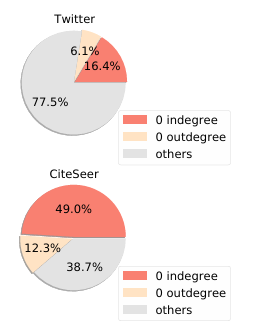 Twitter
6.1%
16.4%
77.5%
0 indegree
0 outdegree
others
CiteSeer
49.0%
12.3%
38.7%
0 indegree
0 outdegree
others